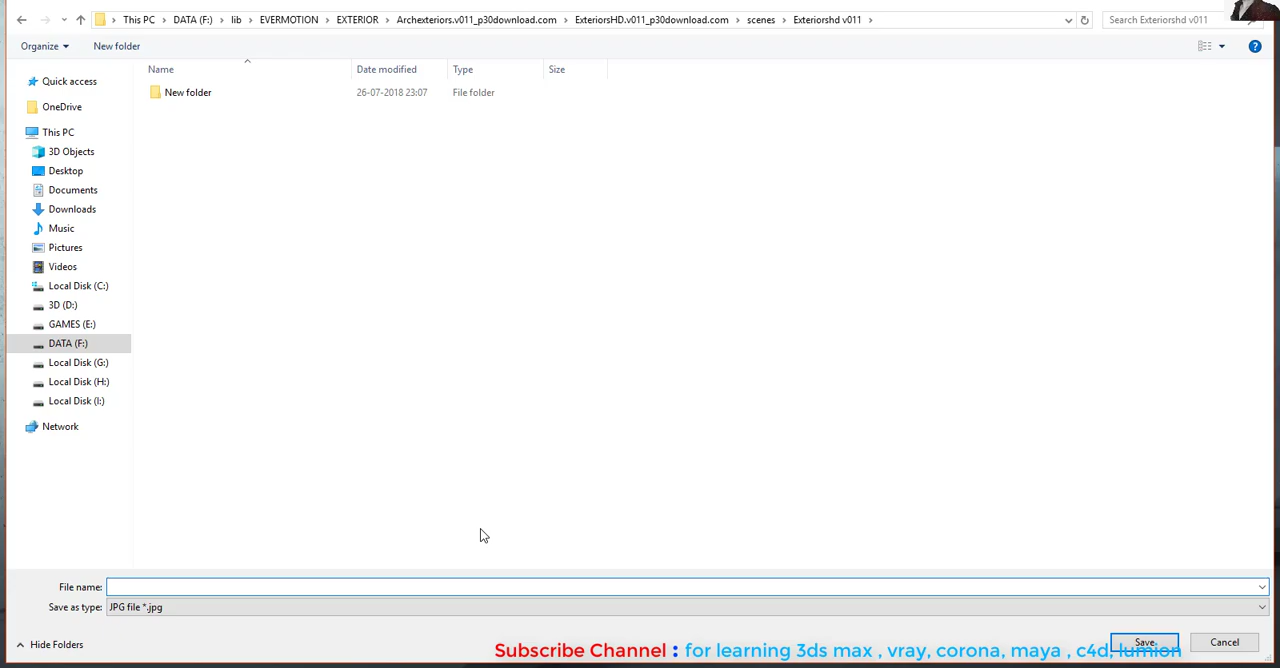 This PC > DATA (F:) > lib > EVERMOTION > EXTERIOR > Archexteriors.v011_p30download.com > ExteriorsHD.v011_p30download.com > scenes > Exteriorshd v011 > Search Exteriorshd v011
Organize New folder
Name Date modified Type Size
New folder 26-07-2018 23:07 File folder
Quick access
OneDrive
This PC
3D Objects
Desktop
Documents
Downloads
Music
Pictures
Videos
Local Disk (C:)
3D (D:)
GAMES (E:)
DATA (F:)
Local Disk (G:)
Local Disk (H:)
Local Disk (I:)
Network
File name:
Save as type: JPG file *.jpg
Hide Folders Save Cancel
Subscribe Channel : for learning 3ds max , vray, corona, maya , c4d, lumion